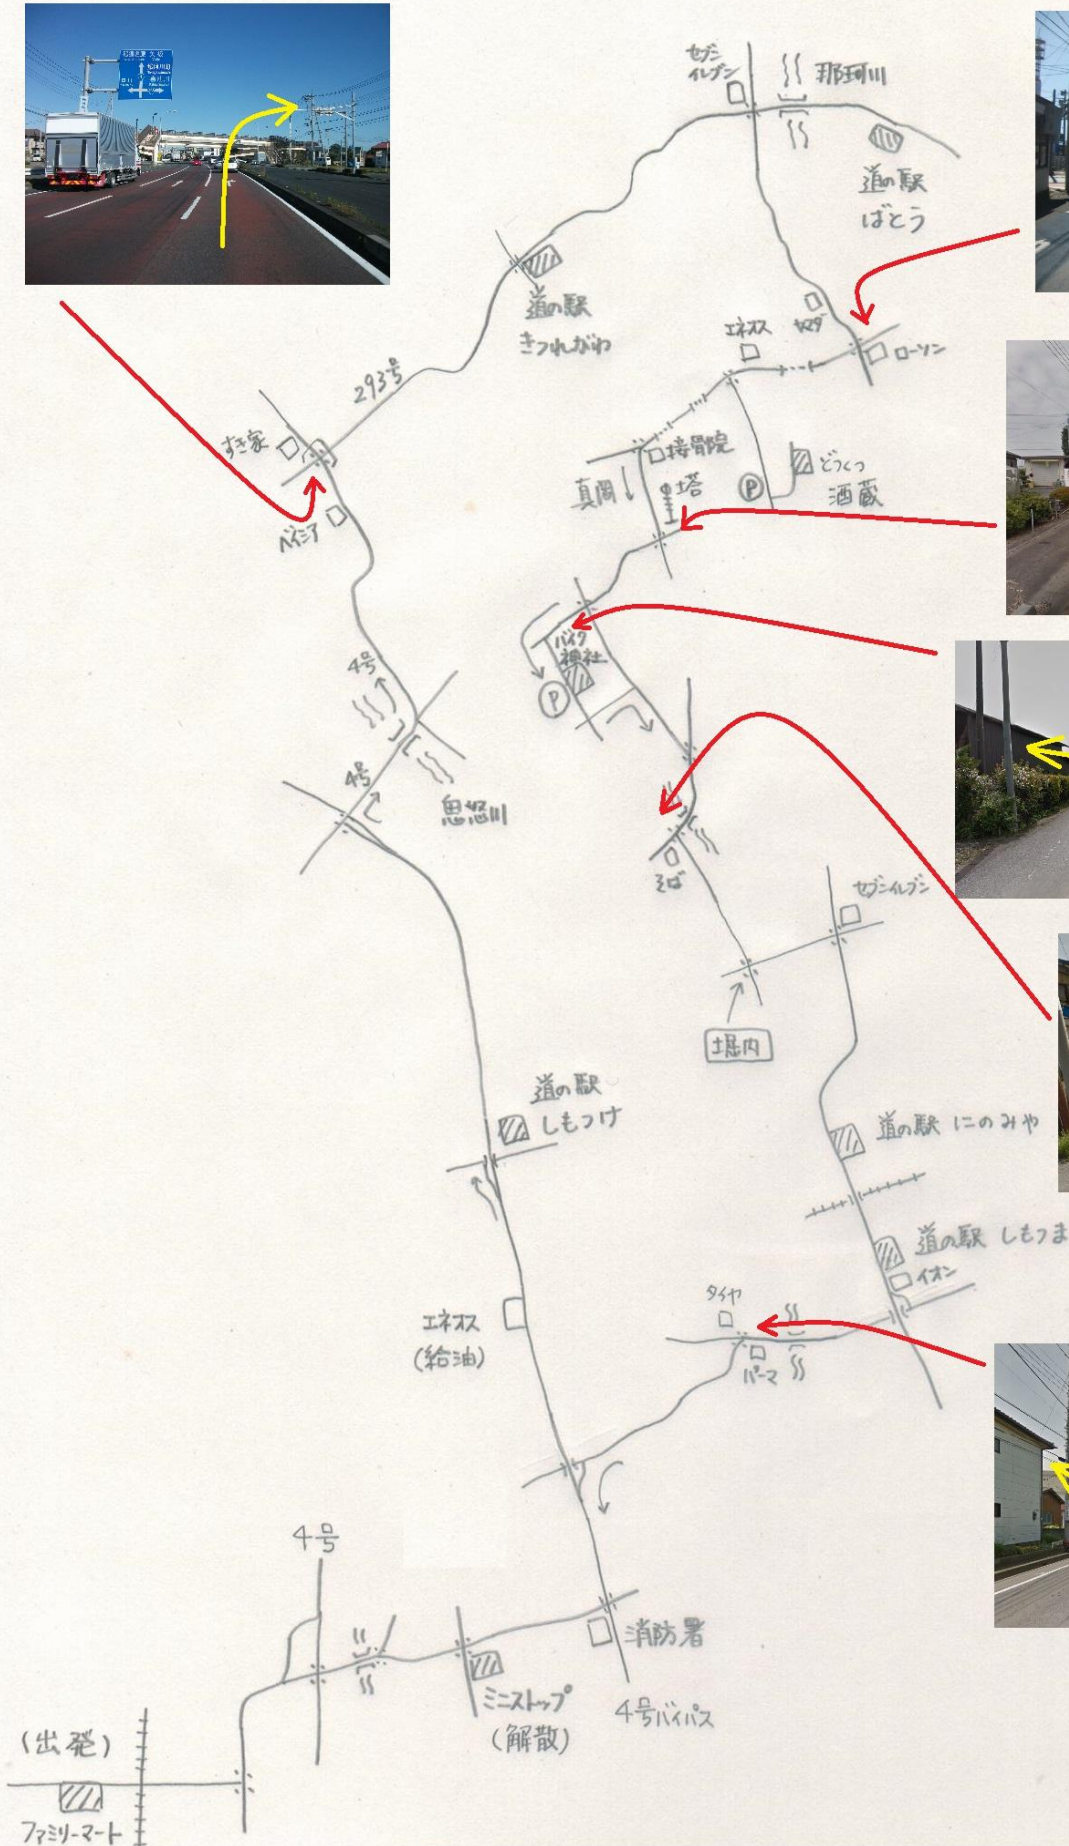 セブン
イレブン
那珂川
道の駅
ばとう
道の駅
きつれがわ
エネオス
ヤマダ
ローソン
293号
すき家
接骨院
真岡
塔
P
どうくつ
酒蔵
ベイシア
バイク
神社
P
4号
4号
鬼怒川
そば
セブンイレブン
堀内
道の駅
しもつけ
道の駅 にのみや
道の駅 しもつま
イオン
エネオス
(給油)
タイヤ
パーマ
4号
消防署
ミニストップ
(解散)
4号バイパス
(出発)
ファミリーマート